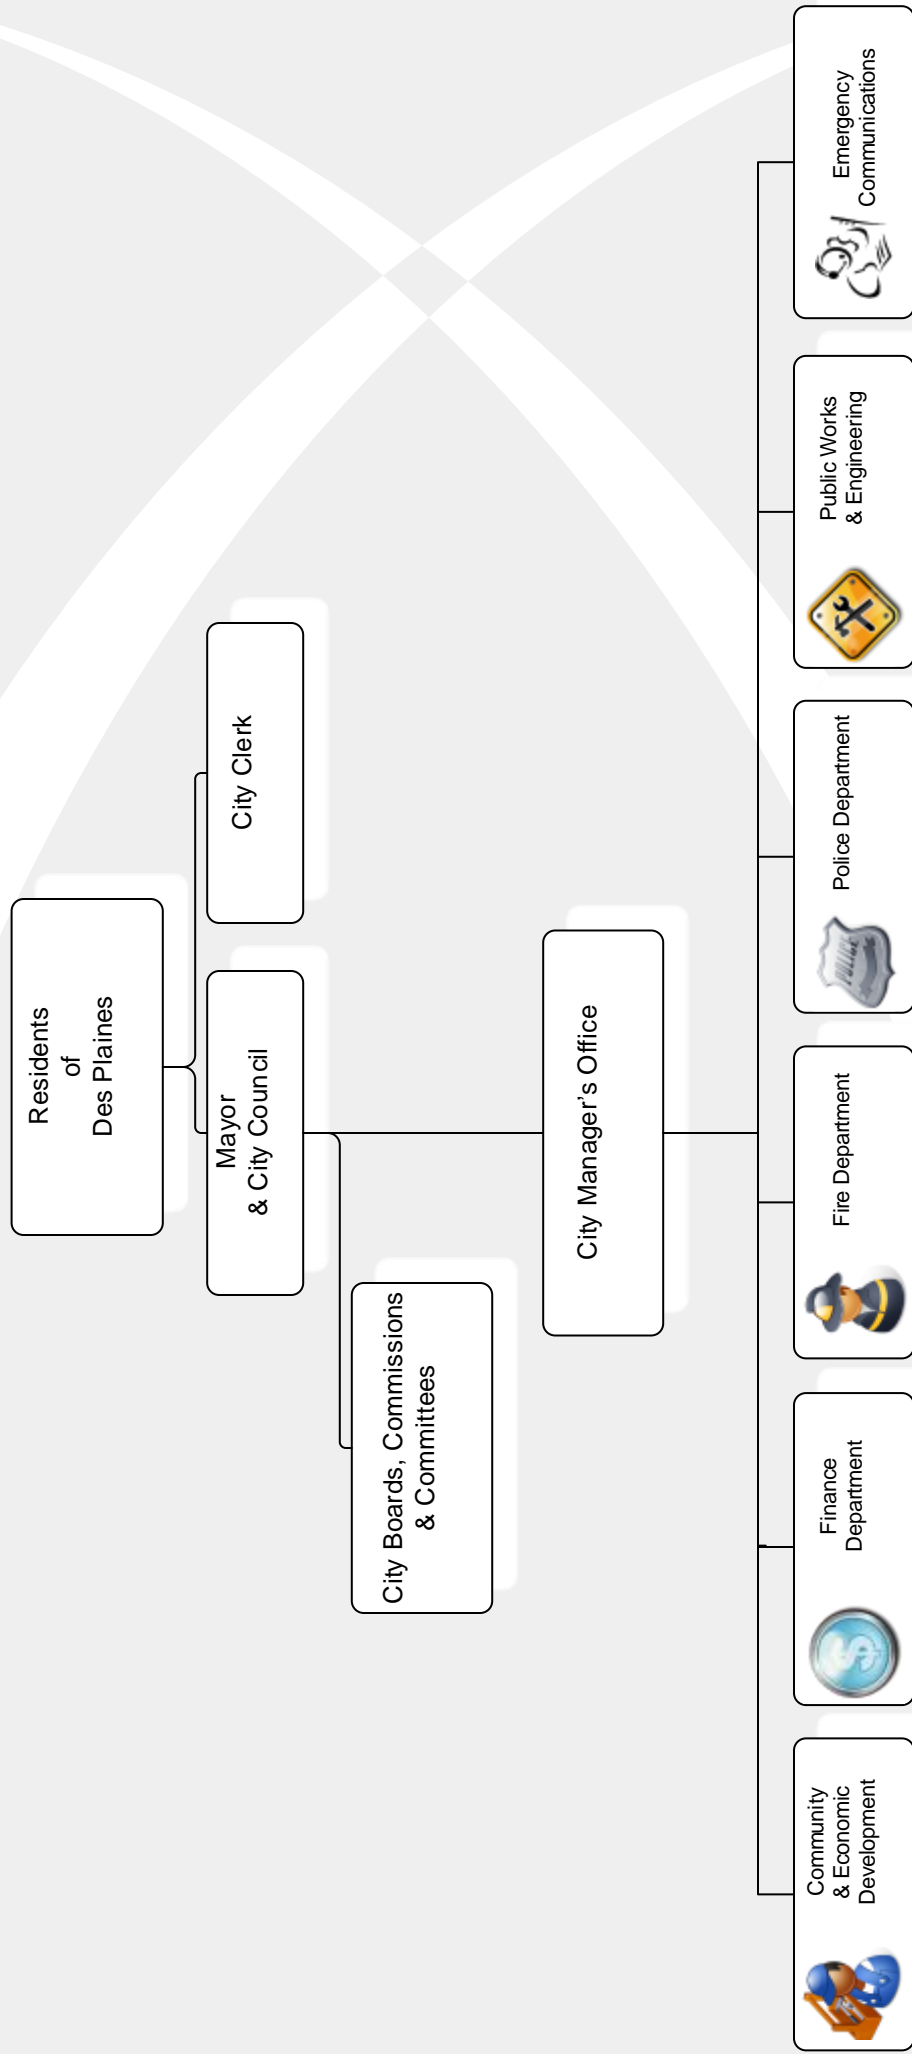 Residents
of
Des Plaines
Mayor
& City Council
City Clerk
City Boards, Commissions
& Committees
City Manager’s Office
Community
& Economic
Development
Finance
Department
Fire Department
Police Department
POLICE
Public Works
& Engineering
Emergency
Communications
$